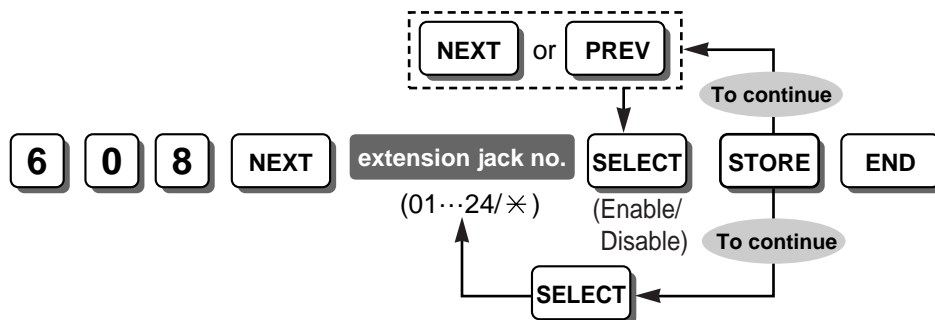 NEXT or PREV
To continue
6 0 8 NEXT extension jack no. SELECT STORE END
(01···24/✳) (Enable/
Disable)
To continue
SELECT